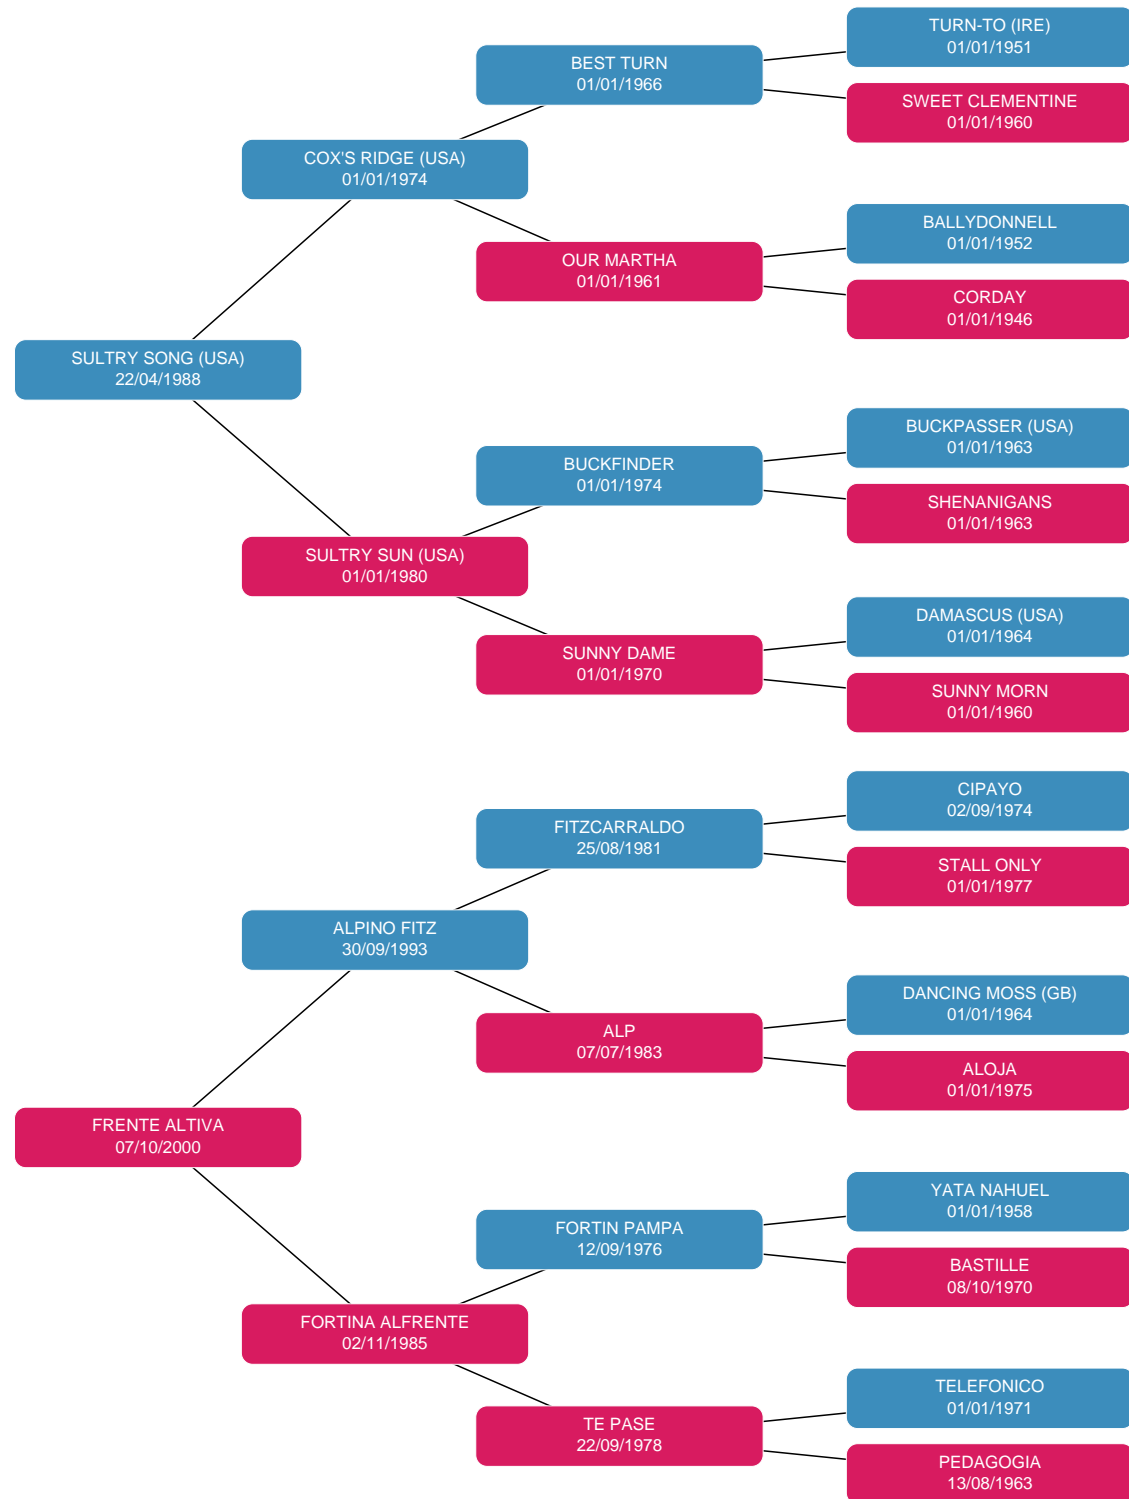 TURN-TO (IRE)
01/01/1951
BEST TURN
01/01/1966
SWEET CLEMENTINE
01/01/1960
COX'S RIDGE (USA)
01/01/1974
BALLYDONNELL
01/01/1952
OUR MARTHA
01/01/1961
CORDAY
01/01/1946
SULTRY SONG (USA)
22/04/1988
BUCKPASSER (USA)
01/01/1963
BUCKFINDER
01/01/1974
SHENANIGANS
01/01/1963
SULTRY SUN (USA)
01/01/1980
DAMASCUS (USA)
01/01/1964
SUNNY DAME
01/01/1970
SUNNY MORN
01/01/1960
CIPAYO
02/09/1974
FITZCARRALDO
25/08/1981
STALL ONLY
01/01/1977
ALPINO FITZ
30/09/1993
DANCING MOSS (GB)
01/01/1964
ALP
07/07/1983
ALOJA
01/01/1975
FRENTE ALTIVA
07/10/2000
YATA NAHUEL
01/01/1958
FORTIN PAMPA
12/09/1976
BASTILLE
08/10/1970
FORTINA ALFRENTE
02/11/1985
TELEFONICO
01/01/1971
TE PASE
22/09/1978
PEDAGOGIA
13/08/1963